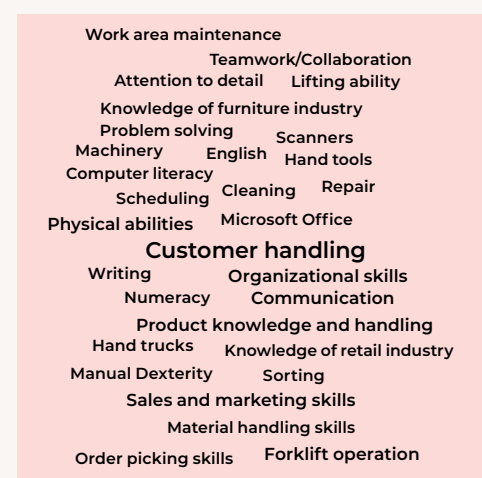 Work area maintenance
Teamwork/Collaboration
Attention to detail
Lifting ability
Knowledge of furniture industry
Problem solving
Scanners
Machinery
English
Hand tools
Computer literacy
Scheduling
Cleaning
Repair
Physical abilities
Microsoft Office
Customer handling
Writing
Organizational skills
Numeracy
Communication
Product knowledge and handling
Hand trucks
Knowledge of retail industry
Manual Dexterity
Sorting
Sales and marketing skills
Material handling skills
Order picking skills
Forklift operation